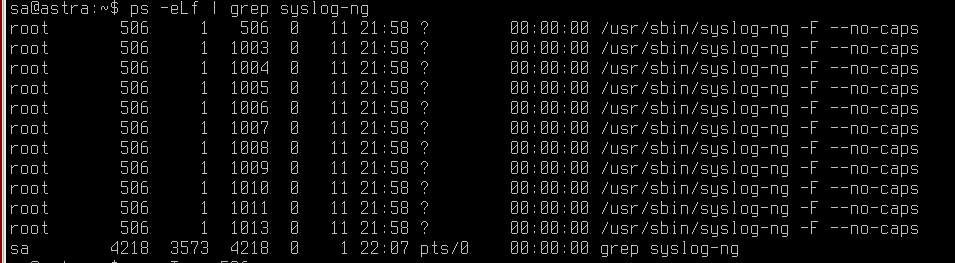 sa@astra:~$ ps -eLf | grep syslog-ng
root 506 1 506 0 11 21:58 ? 00:00:00 /usr/sbin/syslog-ng -F --no-caps
root 506 1 1003 0 11 21:58 ? 00:00:00 /usr/sbin/syslog-ng -F --no-caps
root 506 1 1004 0 11 21:58 ? 00:00:00 /usr/sbin/syslog-ng -F --no-caps
root 506 1 1005 0 11 21:58 ? 00:00:00 /usr/sbin/syslog-ng -F --no-caps
root 506 1 1006 0 11 21:58 ? 00:00:00 /usr/sbin/syslog-ng -F --no-caps
root 506 1 1007 0 11 21:58 ? 00:00:00 /usr/sbin/syslog-ng -F --no-caps
root 506 1 1008 0 11 21:58 ? 00:00:00 /usr/sbin/syslog-ng -F --no-caps
root 506 1 1009 0 11 21:58 ? 00:00:00 /usr/sbin/syslog-ng -F --no-caps
root 506 1 1010 0 11 21:58 ? 00:00:00 /usr/sbin/syslog-ng -F --no-caps
root 506 1 1011 0 11 21:58 ? 00:00:00 /usr/sbin/syslog-ng -F --no-caps
root 506 1 1013 0 11 21:58 ? 00:00:00 /usr/sbin/syslog-ng -F --no-caps
sa 4218 3573 4218 0 1 22:07 pts/0 00:00:00 grep syslog-ng